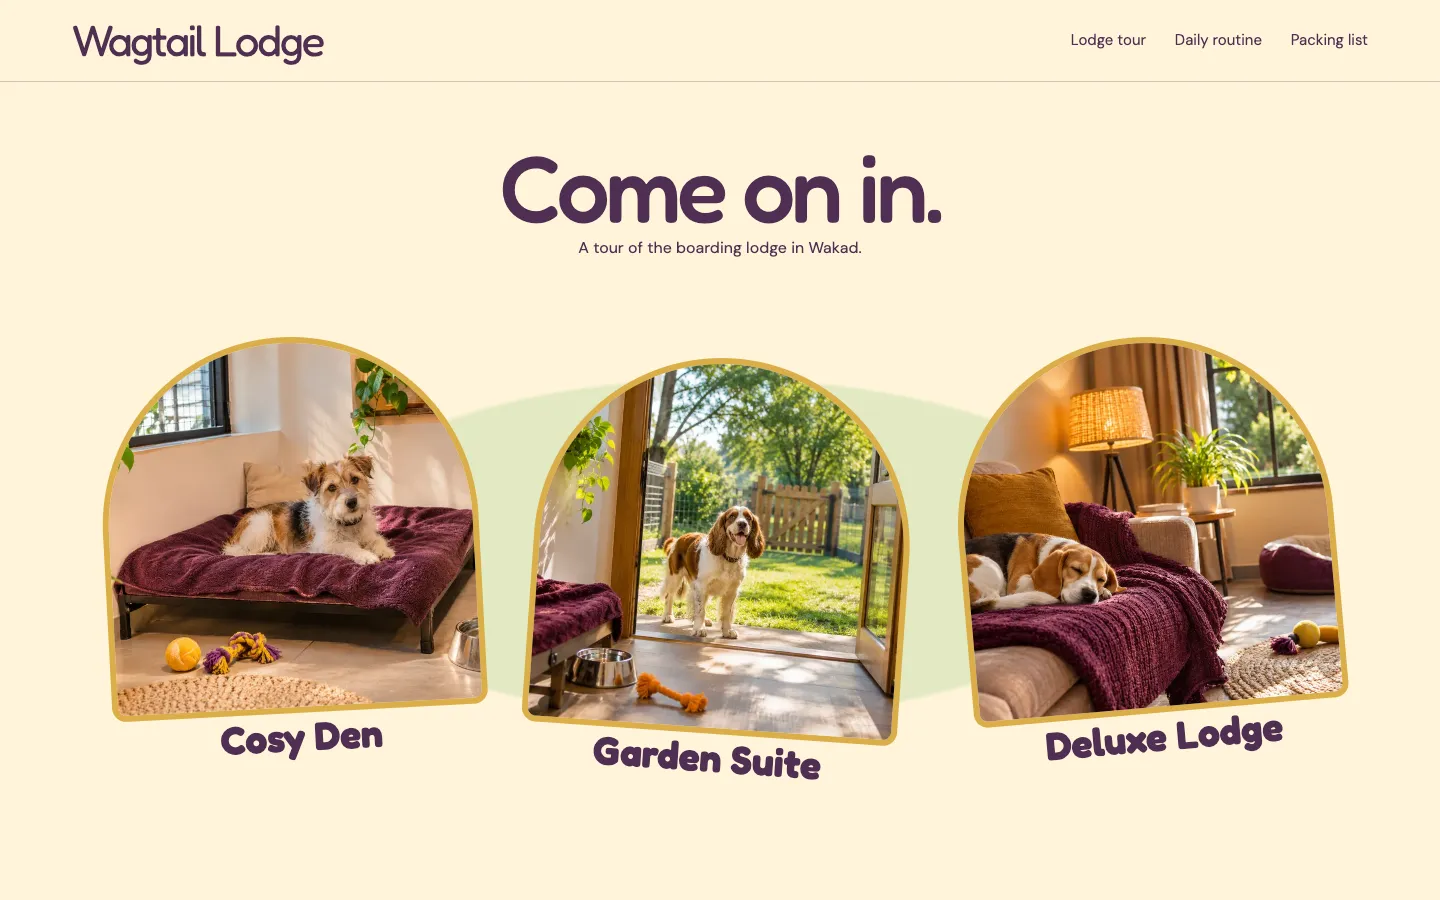 Wagtail Lodge
Lodge tour
Daily routine
Packing list
Come on in.
A tour of the boarding lodge in Wakad.
Cosy Den
Garden Suite
Deluxe Lodge